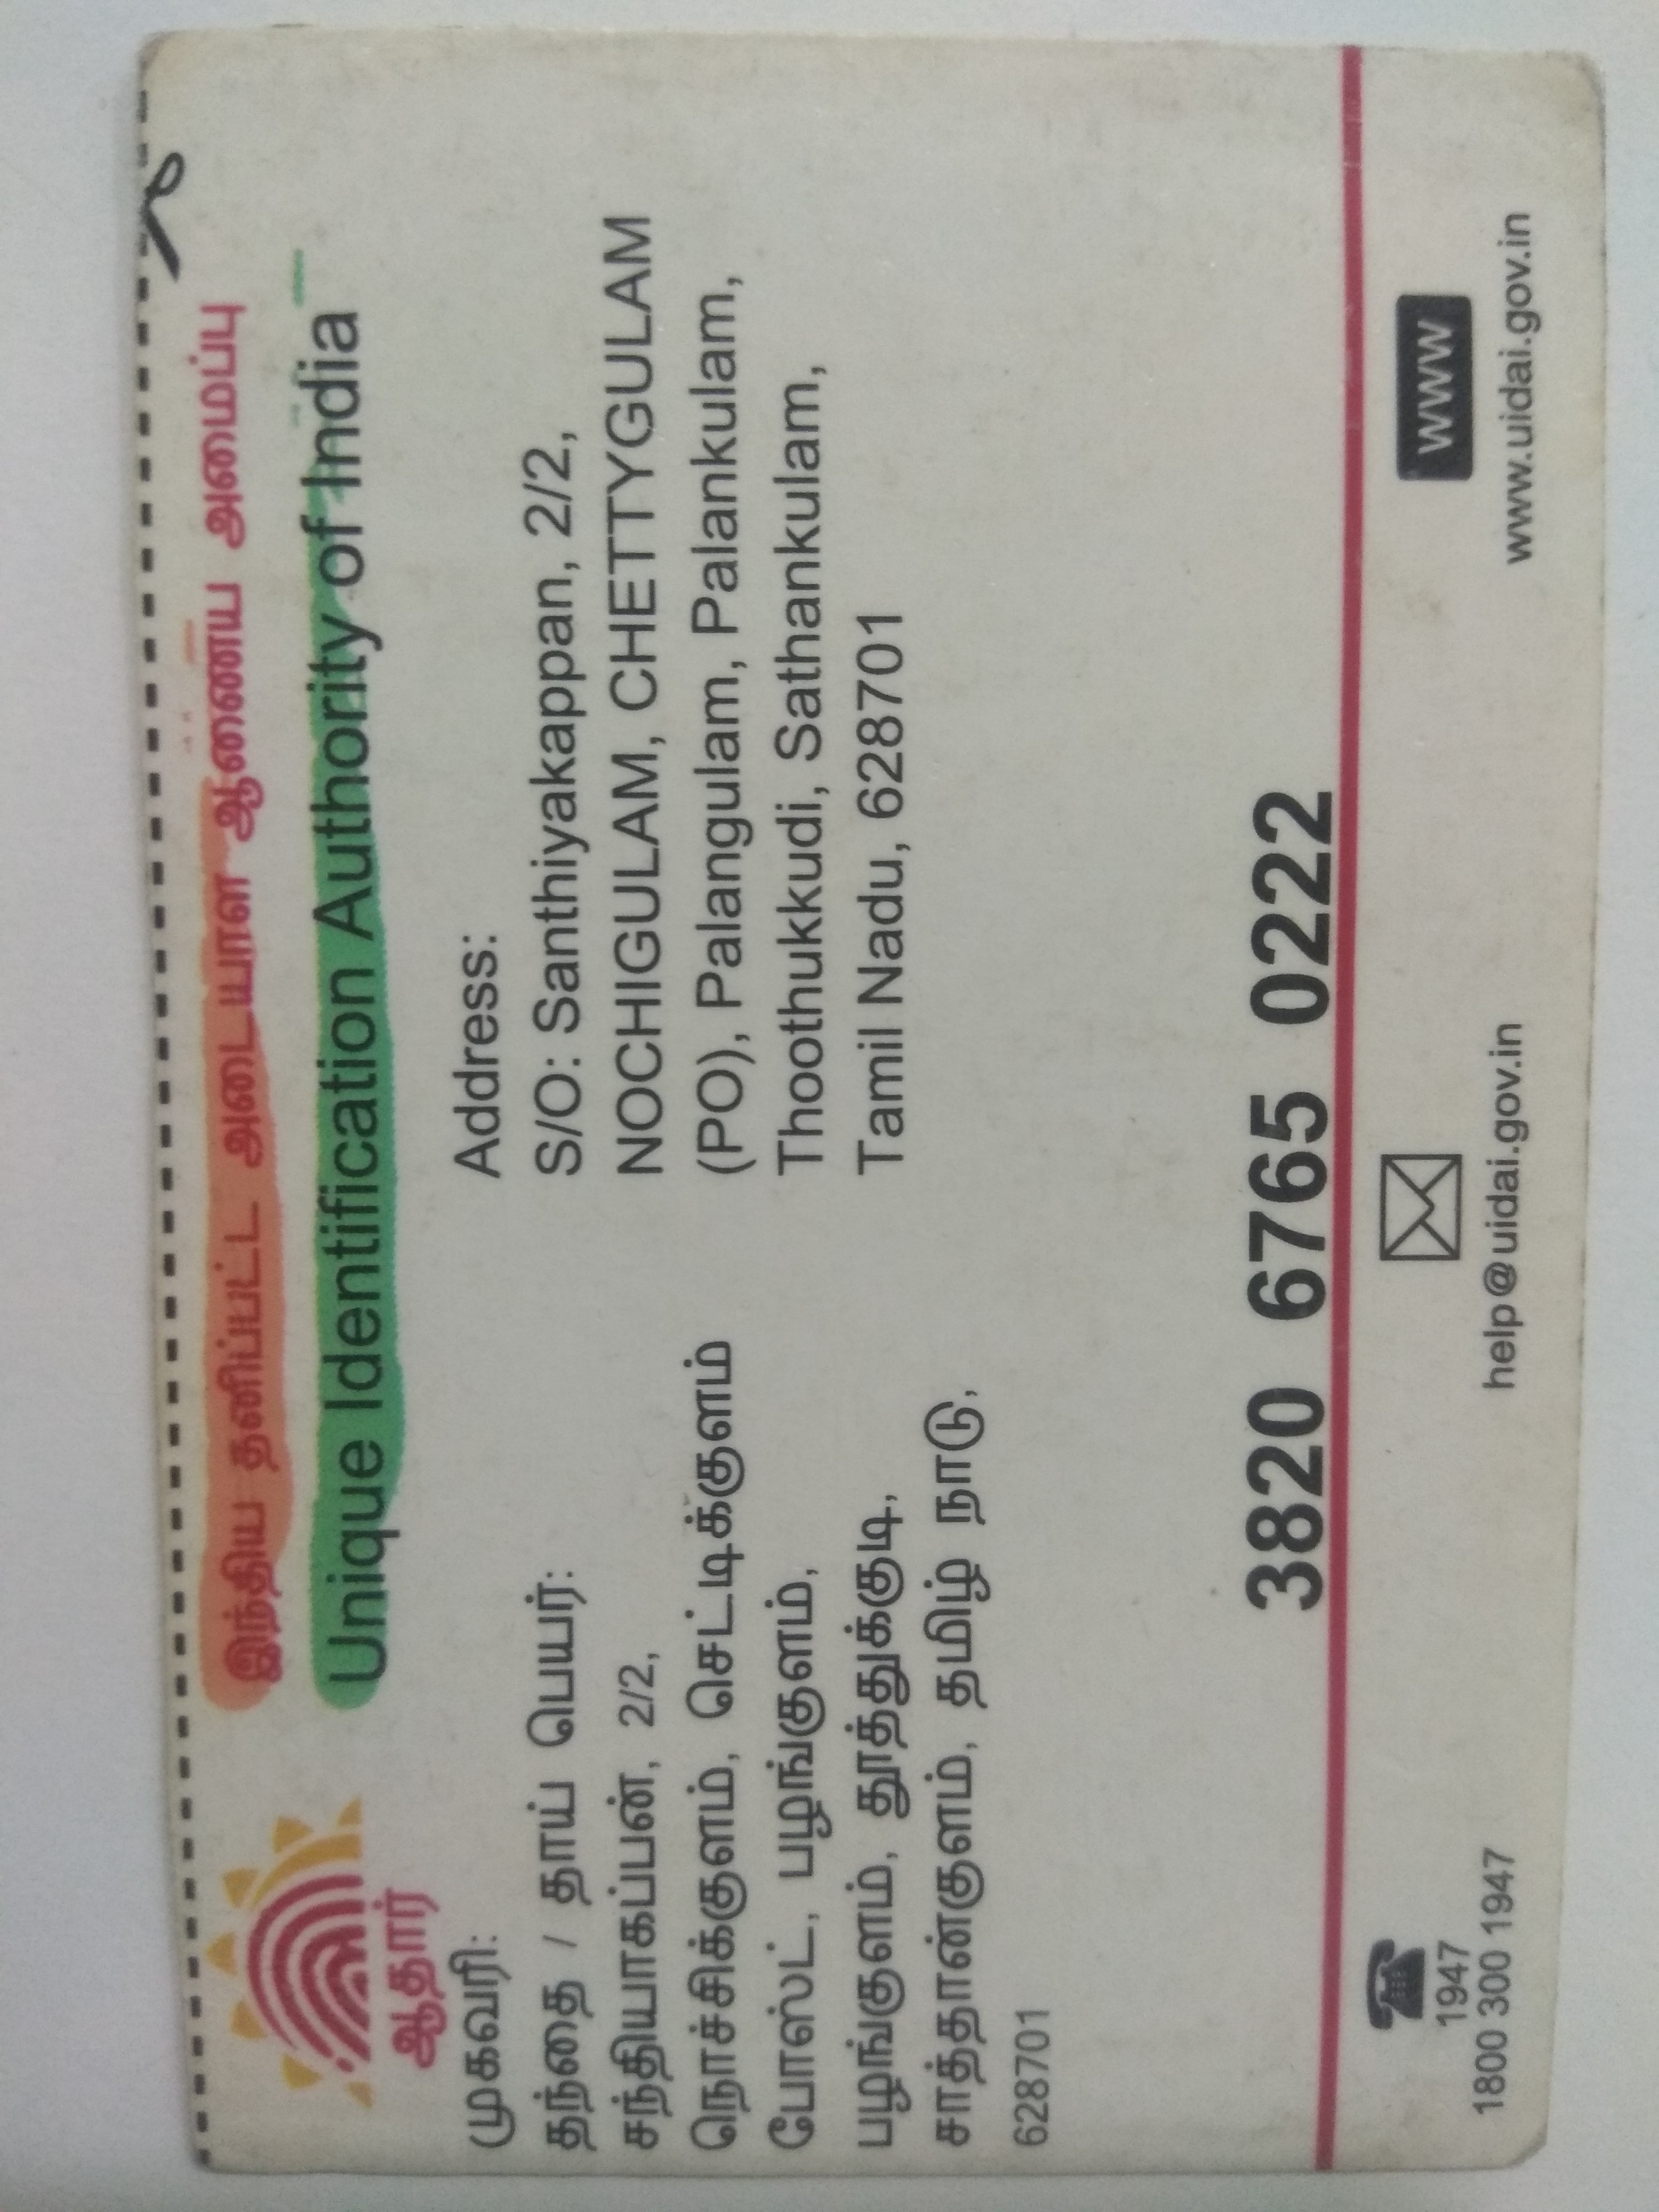 இந்திய தனிப்பட்ட அடையாள ஆணைய அமைப்பு
Unique Identification Authority of India
ஆதார்
முகவரி:
தந்தை / தாய் பெயர்:
சந்தியாகப்பன், 2/2,
நொச்சிக்குளம், செட்டிக்குளம்
போஸ்ட், பழங்குளம்,
பழங்குளம், தூத்துக்குடி,
சாத்தான்குளம், தமிழ் நாடு,
628701
Address:
S/O: Santhiyakappan, 2/2,
NOCHIGULAM, CHETTYGULAM
(PO), Palangulam, Palankulam,
Thoothukkudi, Sathankulam,
Tamil Nadu, 628701
3820 6765 0222
1947
1800 300 1947
help@uidai.gov.in
WWW
www.uidai.gov.in